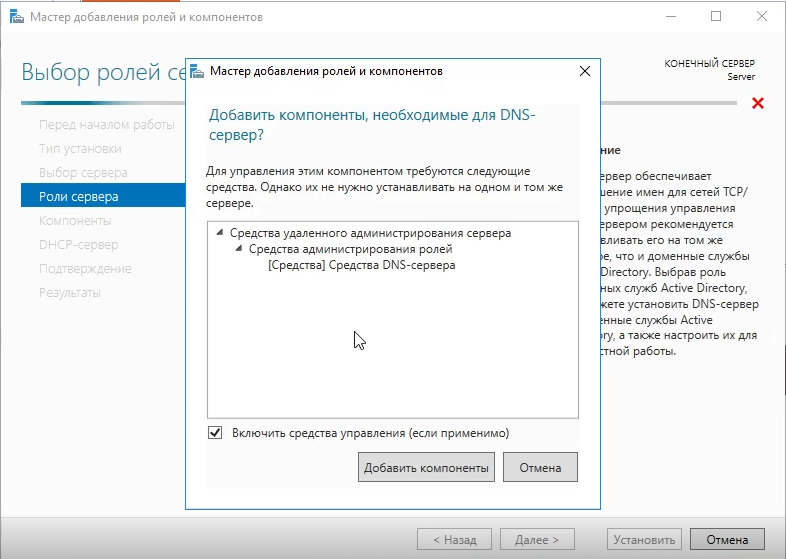 Мастер добавления ролей и компонентов
Выбор ролей се
КОНЕЧНЫЙ СЕРВЕР
Server
Перед началом работы
Тип установки
Выбор сервера
Роли сервера
Компоненты
DHCP-сервер
Подтверждение
Результаты
Мастер добавления ролей и компонентов
Добавить компоненты, необходимые для DNS-
сервер?
Для управления этим компонентом требуются следующие
средства. Однако их не нужно устанавливать на одном и том же
сервере.
Средства удаленного администрирования сервера
Средства администрирования ролей
[Средства] Средства DNS-сервера
Включить средства управления (если применимо)
Добавить компоненты
Отмена
ние
ервер обеспечивает
шение имен для сетей TCP/
упрощения управления
ервером рекомендуется
вливать его на том же
е, что и доменные службы
Directory. Выбрав роль
ных служб Active Directory,
жете установить DNS-сервер
енные службы Active
ry, а также настроить их для
стной работы.
< Назад
Далее >
Установить
Отмена